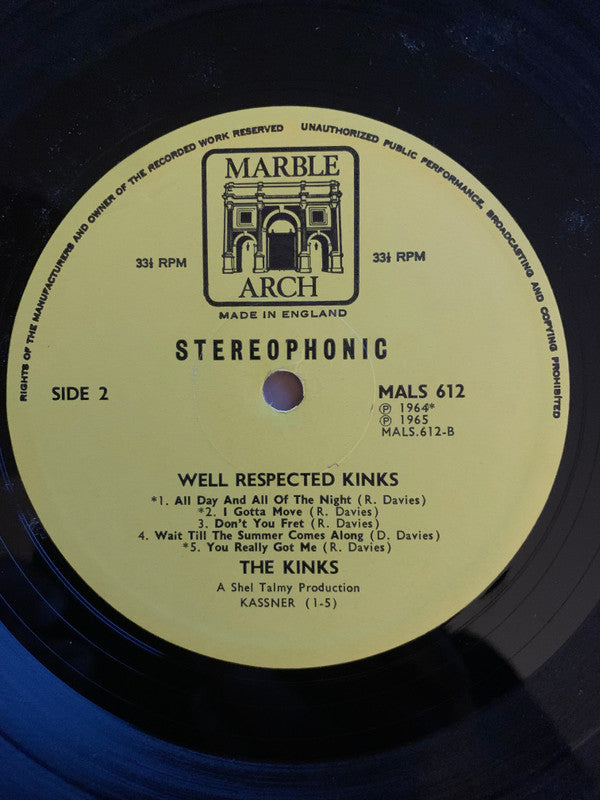 RIGHTS OF THE MANUFACTURERS AND OWNER OF THE RECORDED WORK RESERVED UNAUTHORIZED PUBLIC PERFORMANCE, BROADCASTING AND COPYING PROHIBITED
MARBLE
ARCH
33⅓ RPM
33⅓ RPM
MADE IN ENGLAND
STEREOPHONIC
SIDE 2
MALS 612
℗ 1964*
℗ 1965
MALS.612-B
WELL RESPECTED KINKS
*1. All Day And All Of The Night (R. Davies)
*2. I Gotta Move (R. Davies)
3. Don't You Fret (R. Davies)
4. Wait Till The Summer Comes Along (D. Davies)
*5. You Really Got Me (R. Davies)
THE KINKS
A Shel Talmy Production
KASSNER (1-5)